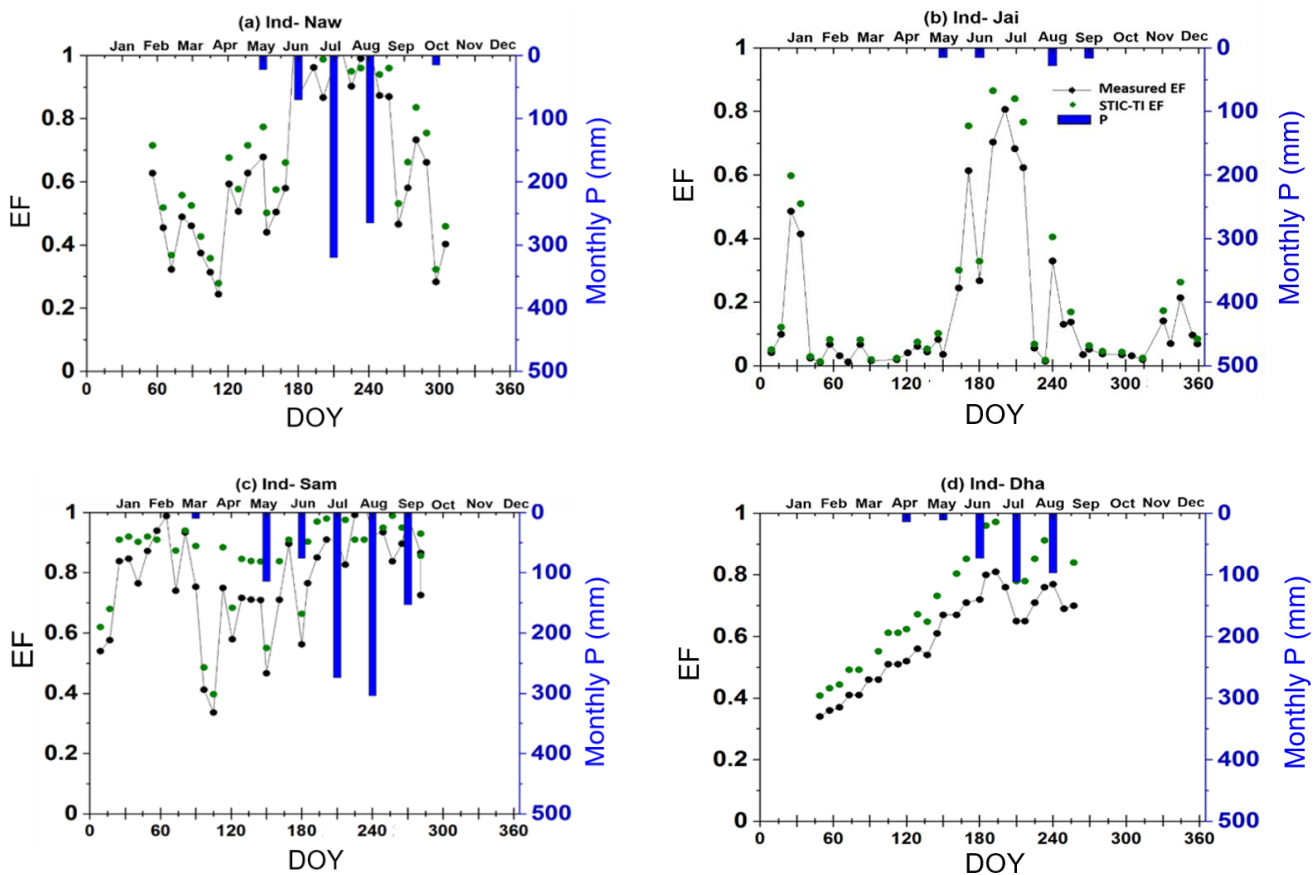 (a) Ind- Naw
Jan Feb Mar Apr May Jun Jul Aug Sep Oct Nov Dec
1 0
0.8 100
0.6 200
0.4 300
0.2 400
0 500
EF
Monthly P (mm)
0 60 120 180 240 300 360
DOY
(b) Ind- Jai
Jan Feb Mar Apr May Jun Jul Aug Sep Oct Nov Dec
1 0
Measured EF
STIC-TI EF
P
0.8 100
0.6 200
0.4 300
0.2 400
0 500
EF
Monthly P (mm)
0 60 120 180 240 300 360
DOY
(c) Ind- Sam
Jan Feb Mar Apr May Jun Jul Aug Sep Oct Nov Dec
1 0
0.8 100
0.6 200
0.4 300
0.2 400
0 500
EF
Monthly P (mm)
0 60 120 180 240 300 360
DOY
(d) Ind- Dha
Jan Feb Mar Apr May Jun Jul Aug Sep Oct Nov Dec
1 0
0.8 100
0.6 200
0.4 300
0.2 400
0 500
EF
Monthly P (mm)
0 60 120 180 240 300 360
DOY